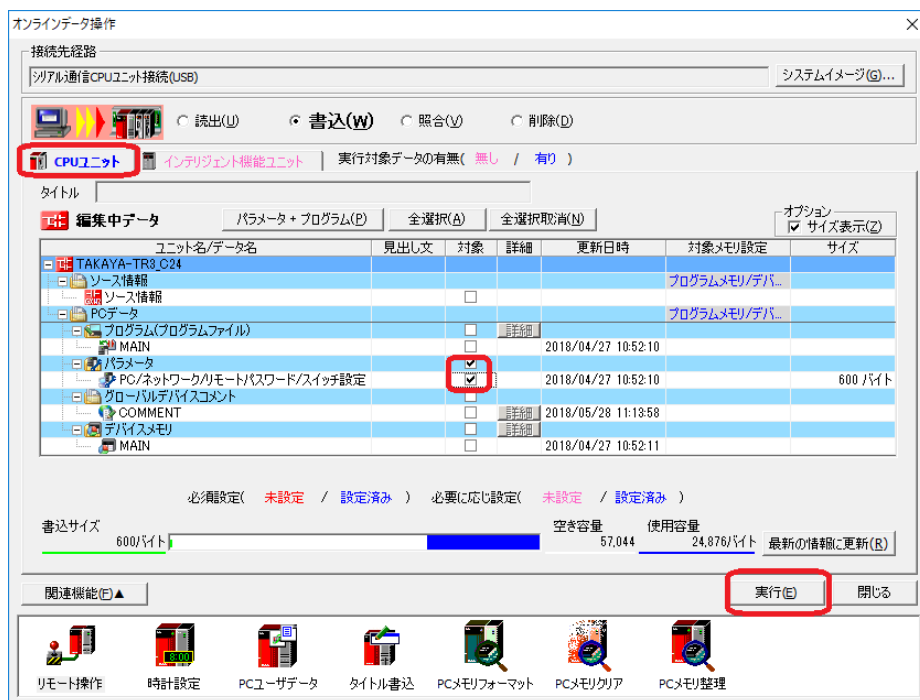 オンラインデータ操作
接続先経路
シリアル通信CPUユニット接続(USB)
システムイメージ(G)...
読出(U) 書込(W) 照合(V) 削除(D)
CPUユニット インテリジェント機能ユニット 実行対象データの有無( 無し / 有り )
タイトル
編集中データ パラメータ+プログラム(P) 全選択(A) 全選択取消(N) オプション サイズ表示(Z)
ユニット名/データ名 見出し文 対象 詳細 更新日時 対象メモリ設定 サイズ
TAKAYA-TR3_C24
ソース情報 プログラムメモリ/デバ...
ソース情報
PCデータ プログラムメモリ/デバ...
プログラム(プログラムファイル) 詳細
MAIN 2018/04/27 10:52:10
パラメータ
PC/ネットワーク/リモートパスワード/スイッチ設定 2018/04/27 10:52:10 600 バイト
グローバルデバイスコメント
COMMENT 詳細 2018/05/28 11:13:58
デバイスメモリ 詳細
MAIN 2018/04/27 10:52:11
必須設定( 未設定 / 設定済み ) 必要に応じ設定( 未設定 / 設定済み )
書込サイズ 空き容量 使用容量
600バイト 57,044 24,876バイト 最新の情報に更新(R)
関連機能(F)▲ 実行(E) 閉じる
8:00
リモート操作 時計設定 PCユーザデータ タイトル書込 PCメモリフォーマット PCメモリクリア PCメモリ整理